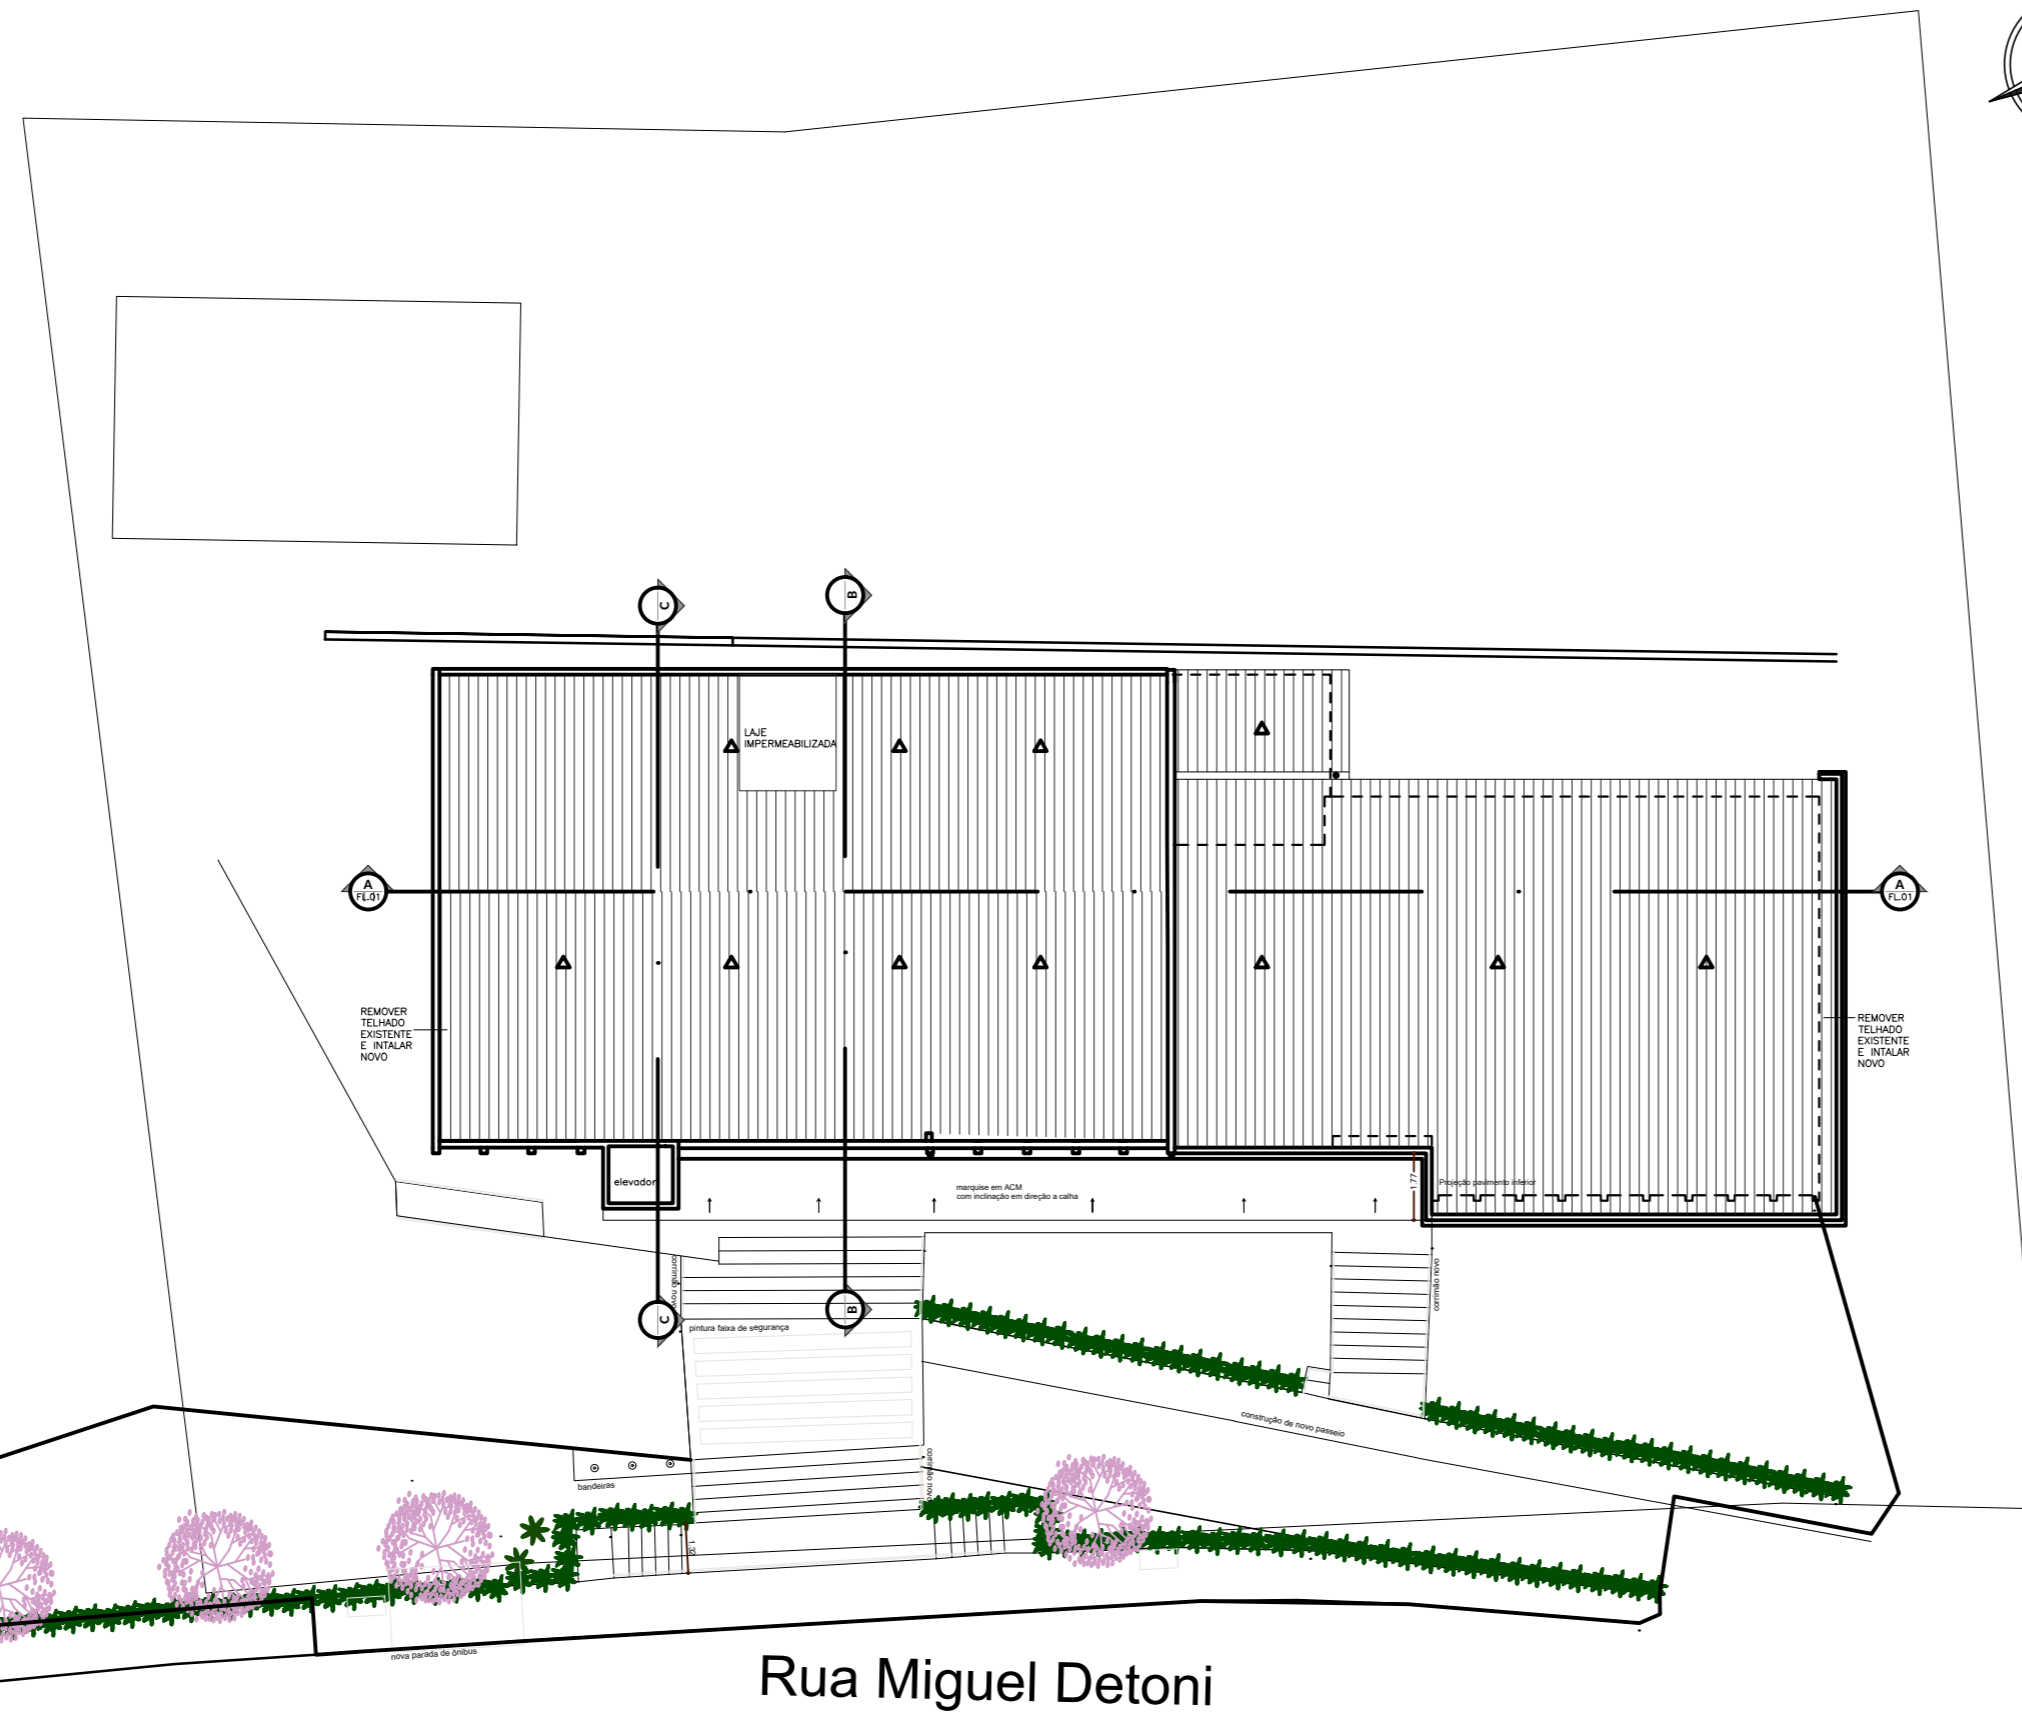 C
B
LAJE
IMPERMEABILIZADA
A
FL.01
A
FL.01
REMOVER
TELHADO
EXISTENTE
E INTALAR
NOVO
REMOVER
TELHADO
EXISTENTE
E INTALAR
NOVO
elevador
marquise em ACM
com inclinação em direção a calha
1.77
Projeção pavimento inferior
corrimão novo
corrimão novo
C
B
pintura faixa de segurança
construção de novo passeio
corrimão novo
bandeiras
nova parada de ônibus
Rua Miguel Detoni